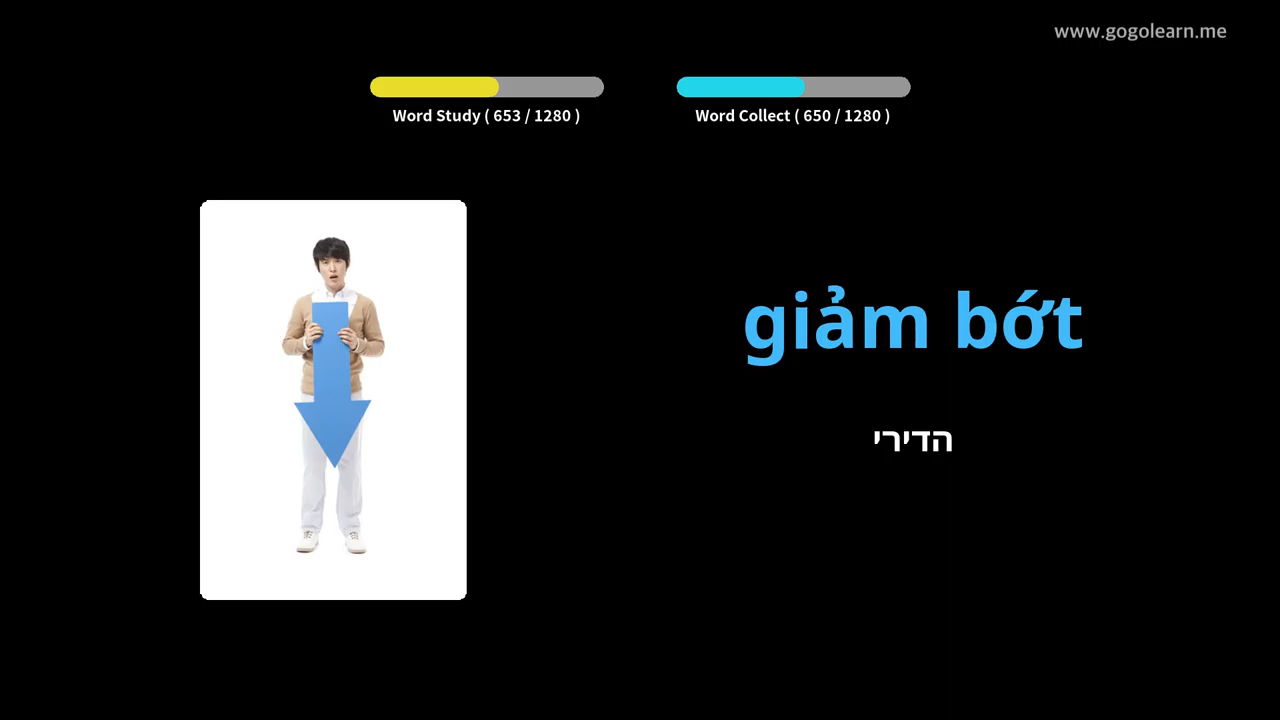 www.gogolearn.me
Word Study ( 653 / 1280 )
Word Collect ( 650 / 1280 )
giảm bớt
הדירי